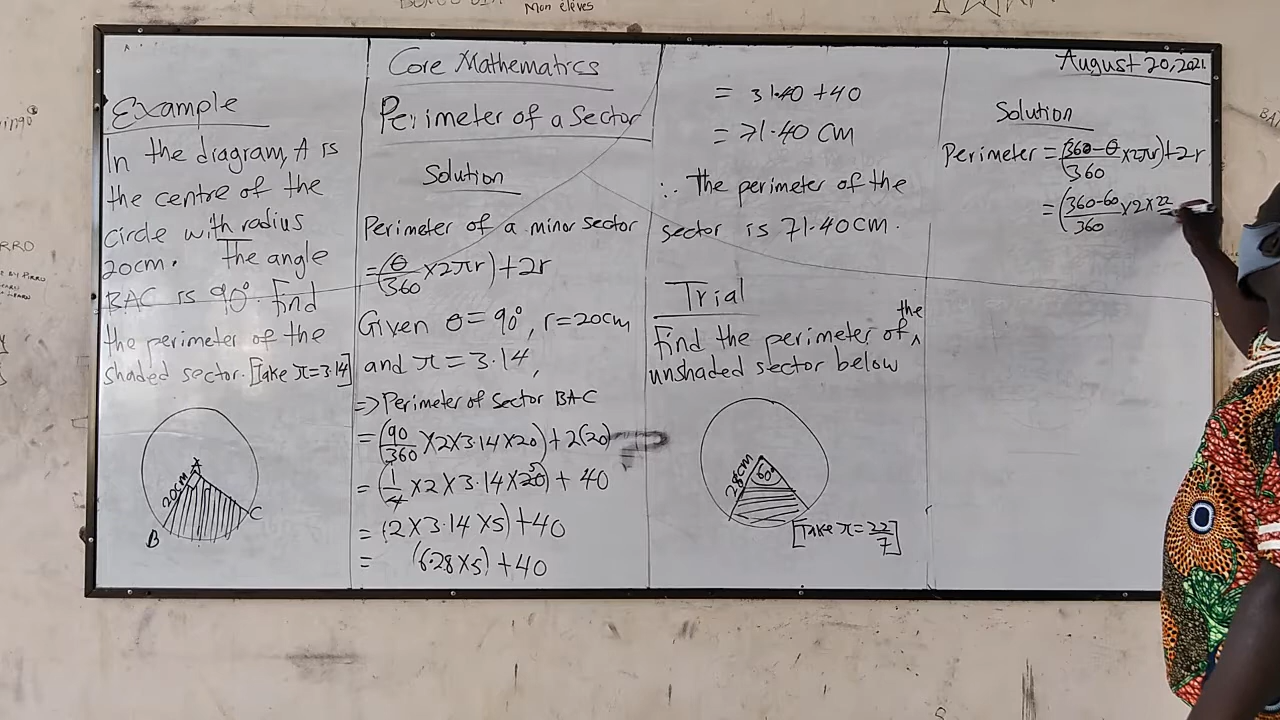 Mon élèves
August 20, 2021
Core Mathematics
Perimeter of a Sector
Example
In the diagram, A is
the centre of the
circle with radius
20cm. The angle
BAC is 90°. Find
the perimeter of the
shaded sector. [Take π=3.14]
A
20cm
B
C
Solution
Perimeter of a minor sector
=(θ/360 ×2πr)+2r
Given θ=90°, r=20cm
and π=3.14,
=> Perimeter of Sector BAC
=(90/360 ×2×3.14×20)+2(20)
=(1/4 ×2×3.14×20 5)+ 40
=(2×3.14×5)+40
= (6.28×5)+40
= 31.40 +40
= 71.40 cm
∴ The perimeter of the
sector is 71.40cm.
Trial
Find the perimeter of ^ the
unshaded sector below
28cm
60°
[Take π=22/7]
Solution
Perimeter =(360-θ/360 ×2πr)+2r
=(360-60/360 ×2×22